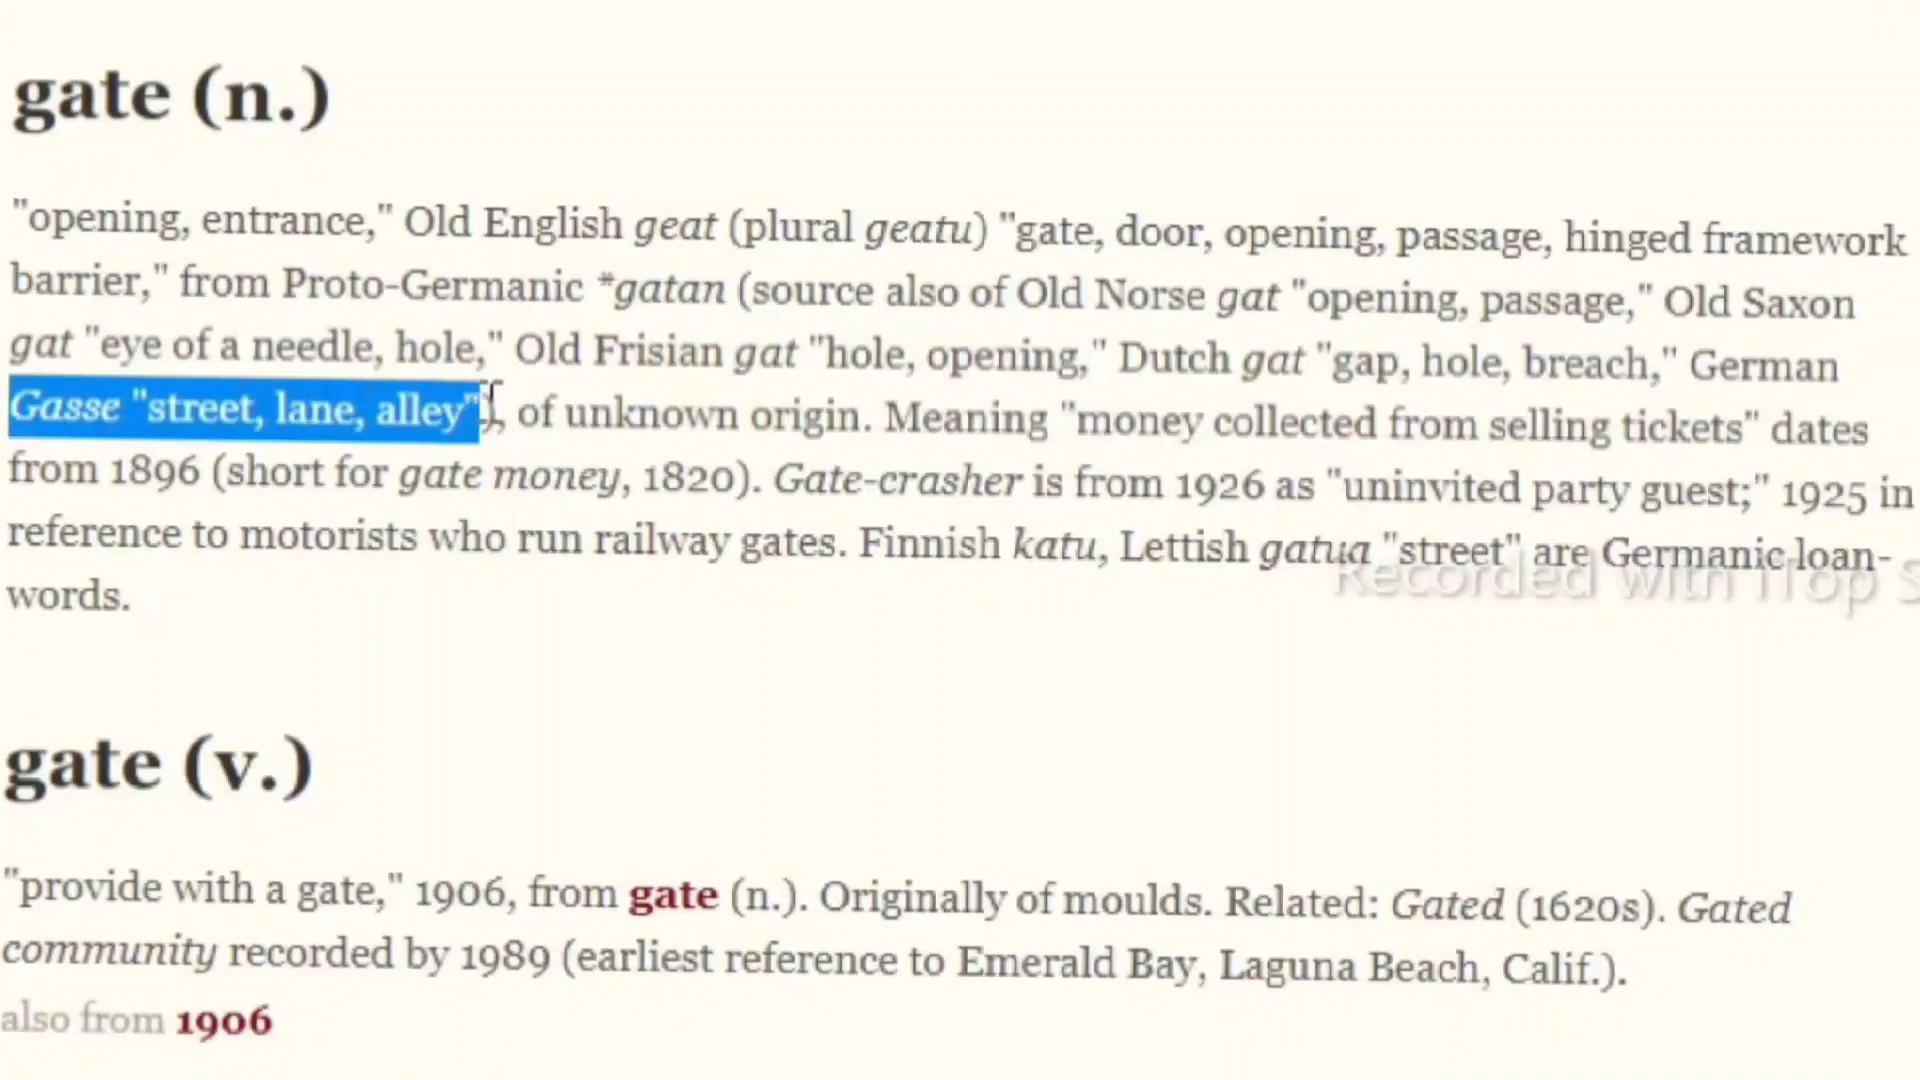 gate (n.)
"opening, entrance," Old English geat (plural geatu) "gate, door, opening, passage, hinged framework
barrier," from Proto-Germanic *gatan (source also of Old Norse gat "opening, passage," Old Saxon
gat "eye of a needle, hole," Old Frisian gat "hole, opening," Dutch gat "gap, hole, breach," German
Gasse "street, lane, alley"), of unknown origin. Meaning "money collected from selling tickets" dates
from 1896 (short for gate money, 1820). Gate-crasher is from 1926 as "uninvited party guest;" 1925 in
reference to motorists who run railway gates. Finnish katu, Lettish gatua "street" are Germanic loan-
words.
Recorded with iTop S
gate (v.)
"provide with a gate," 1906, from gate (n.). Originally of moulds. Related: Gated (1620s). Gated
community recorded by 1989 (earliest reference to Emerald Bay, Laguna Beach, Calif.).
also from 1906